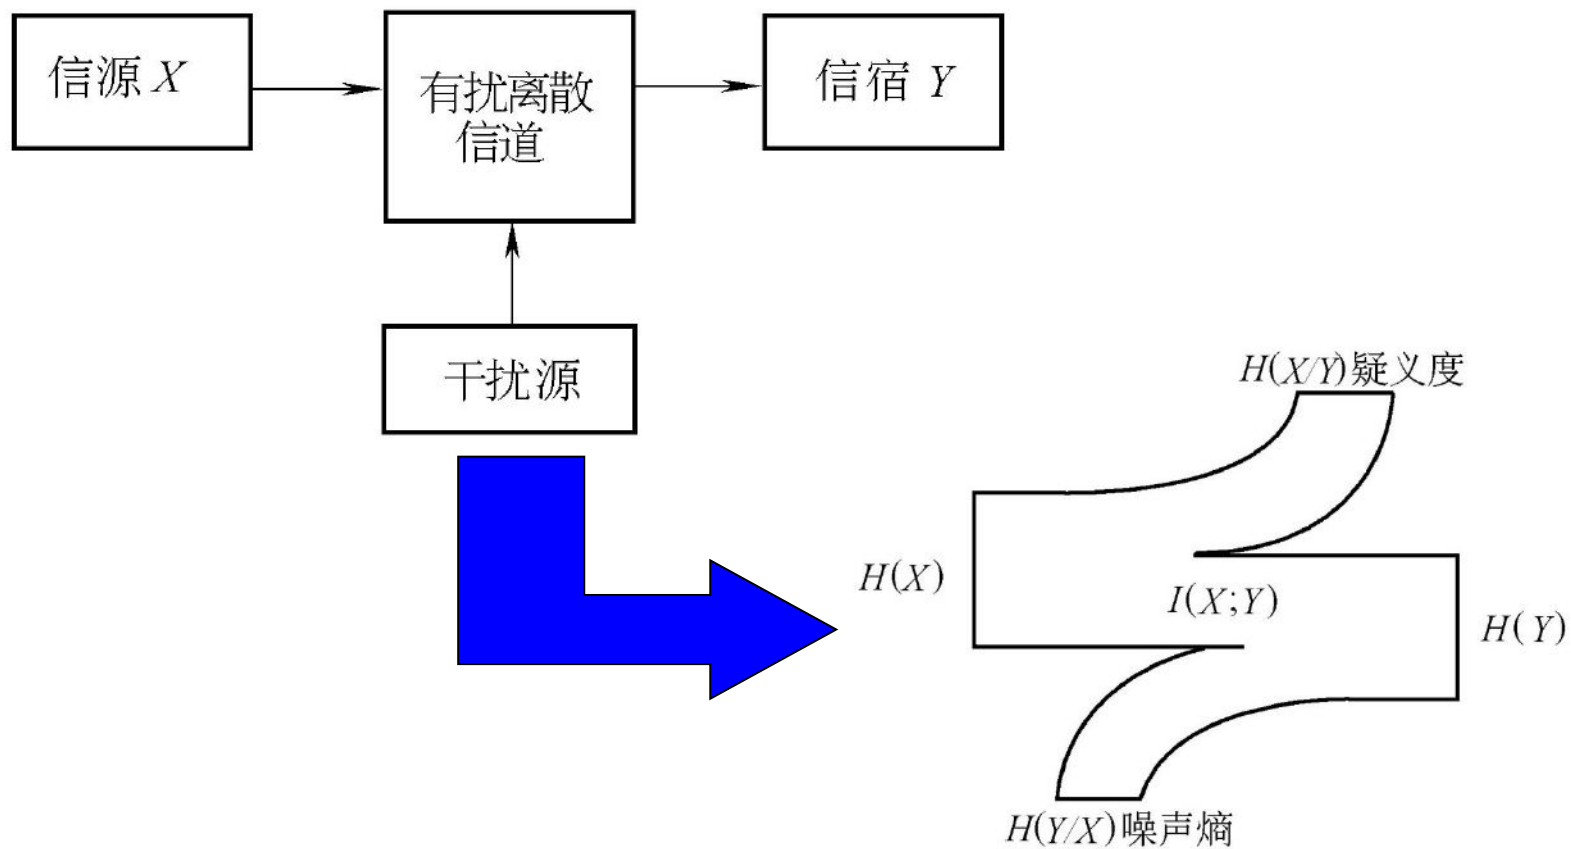 信源 X
有扰离散
信道
信宿 Y
干扰源
H(X/Y)疑义度
H(X)
I(X;Y)
H(Y)
H(Y/X)噪声熵